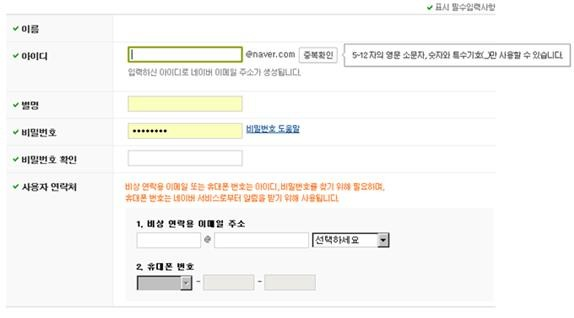 ✔ 표시 필수입력사항
✔ 이름
✔ 아이디 @naver.com 중복확인 5~12자의 영문 소문자, 숫자와 특수기호(_)만 사용할 수 있습니다.
입력하신 아이디로 네이버 이메일 주소가 생성됩니다.
✔ 별명
✔ 비밀번호 •••••••• 비밀번호 도움말
✔ 비밀번호 확인
✔ 사용자 연락처 비상 연락용 이메일 또는 휴대폰 번호는 아이디, 비밀번호를 찾기 위해 필요하며,
휴대폰 번호는 네이버 서비스로부터 알림을 받기 위해 사용됩니다.
1. 비상 연락용 이메일 주소
@ 선택하세요
2. 휴대폰 번호
- -